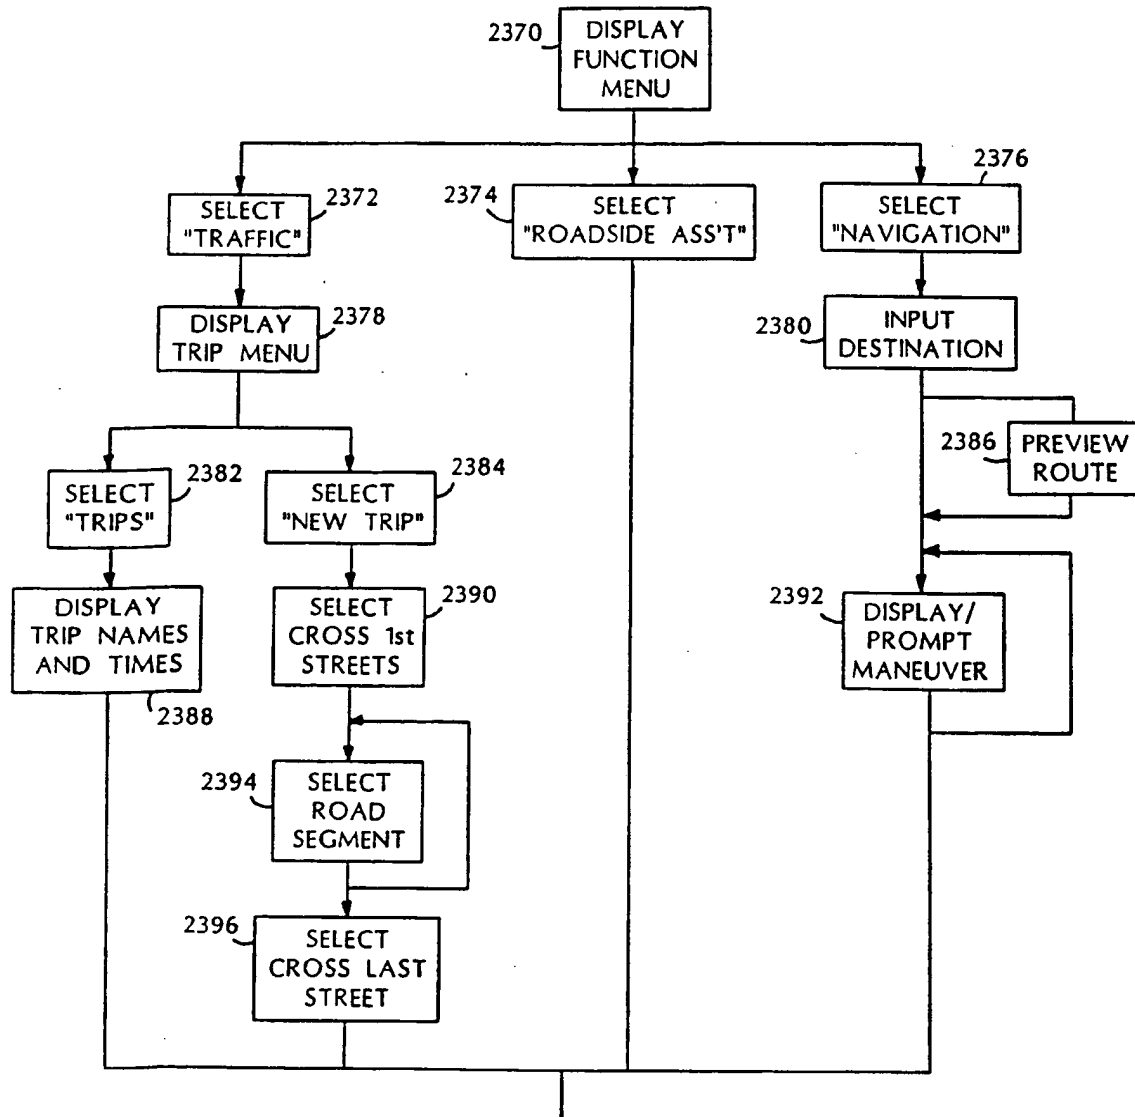 2370
DISPLAY
FUNCTION
MENU
2372
SELECT
"TRAFFIC"
2374
SELECT
"ROADSIDE ASS'T"
2376
SELECT
"NAVIGATION"
DISPLAY
TRIP MENU
2378
2380
INPUT
DESTINATION
SELECT
"TRIPS"
2382
SELECT
"NEW TRIP"
2384
2386
PREVIEW
ROUTE
DISPLAY
TRIP NAMES
AND TIMES
2388
SELECT
CROSS 1st
STREETS
2390
2392
DISPLAY/
PROMPT
MANEUVER
2394
SELECT
ROAD
SEGMENT
2396
SELECT
CROSS LAST
STREET